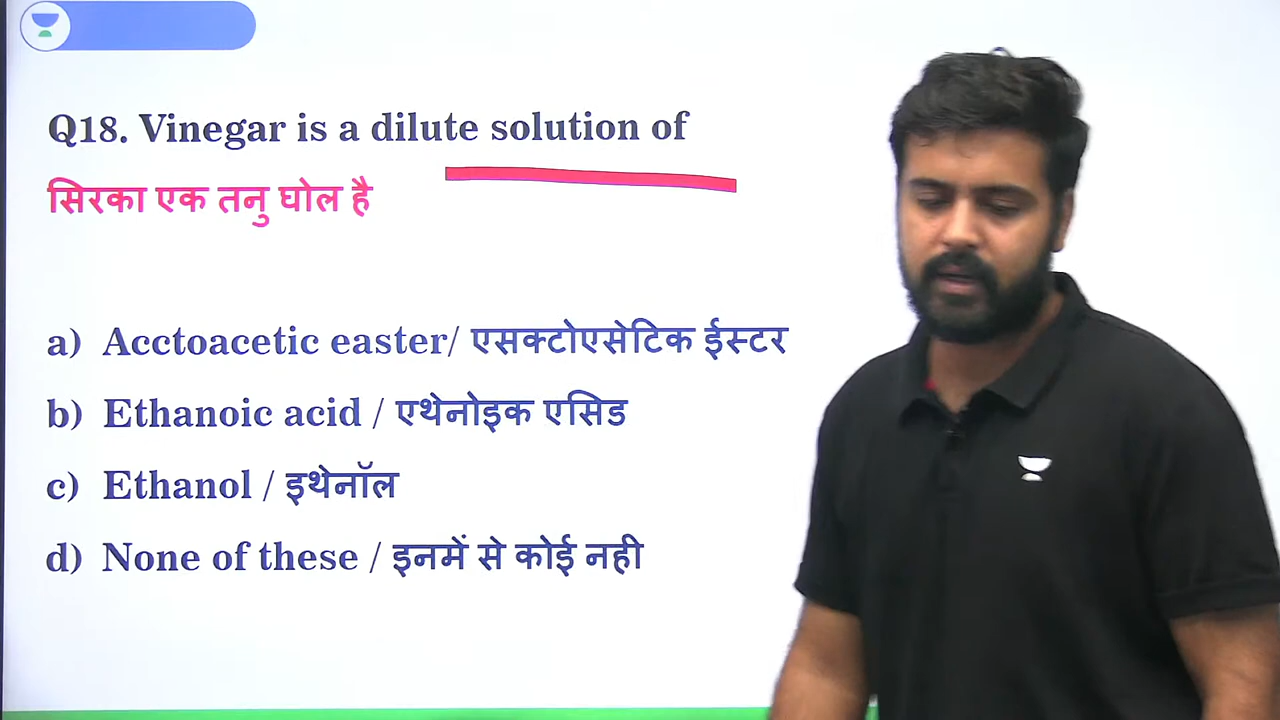 Q18. Vinegar is a dilute solution of
सिरका एक तनु घोल है
a) Acctoacetic easter/ एसक्टोएसेटिक ईस्टर
b) Ethanoic acid / एथेनोइक एसिड
c) Ethanol / इथेनॉल
d) None of these / इनमें से कोई नही